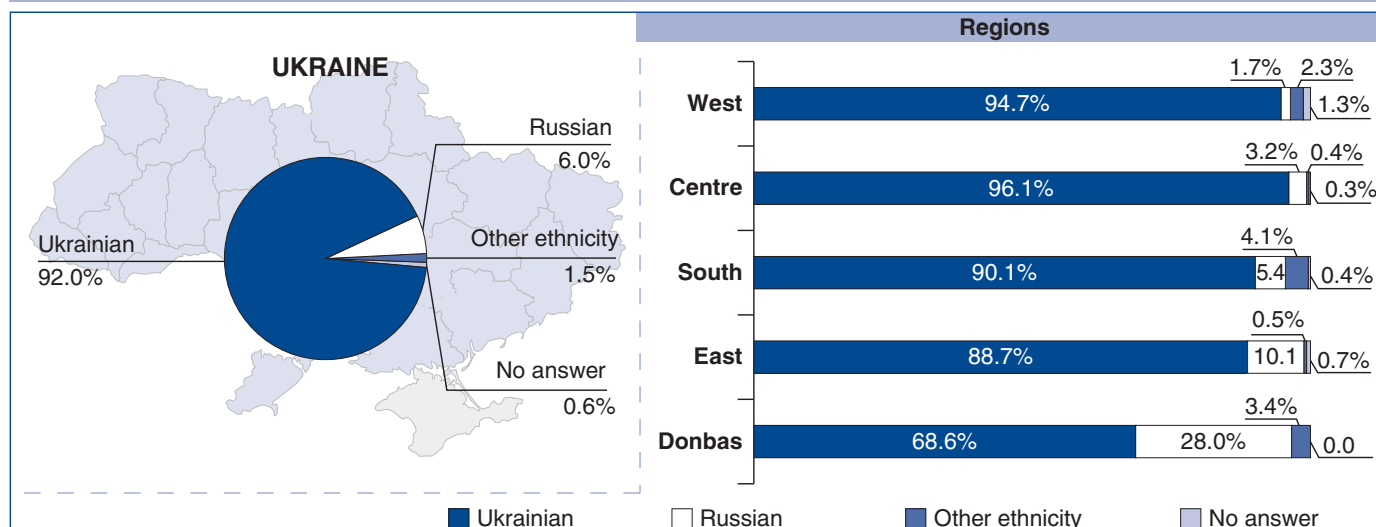 Regions
UKRAINE
Russian
6.0%
Ukrainian
92.0%
Other ethnicity
1.5%
No answer
0.6%
1.7% 2.3%
West 94.7% 1.3%
3.2% 0.4%
Centre 96.1% 0.3%
4.1%
South 90.1% 5.4 0.4%
0.5%
East 88.7% 10.1 0.7%
3.4%
Donbas 68.6% 28.0% 0.0
Ukrainian Russian Other ethnicity No answer